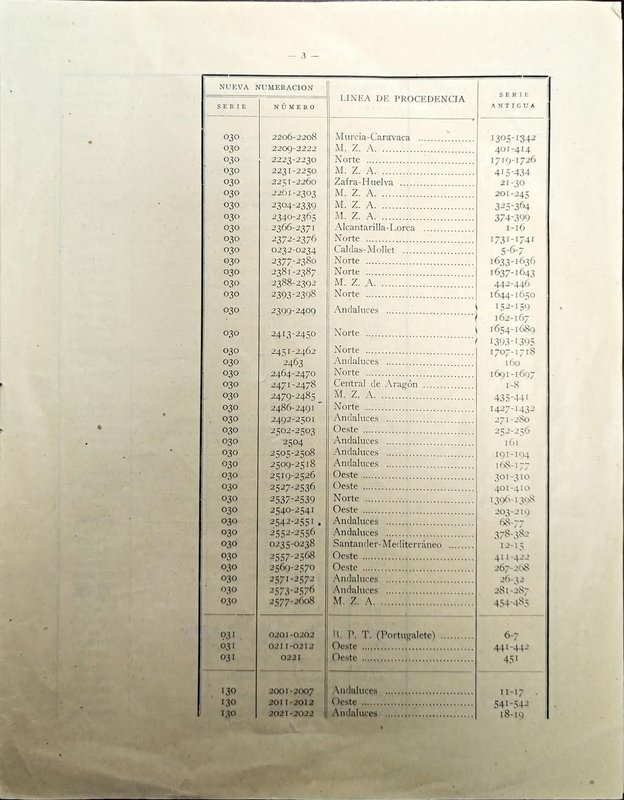 — 3 —
NUEVA NUMERACION LINEA DE PROCEDENCIA SERIE ANTIGUA
SERIE NÚMERO
030 2206-2208 Murcia-Caravaca 1305-1342
030 2209-2222 M. Z. A. 401-414
030 2223-2230 Norte 1719-1726
030 2231-2250 M. Z. A. 415-434
030 2251-2260 Zafra-Huelva 21-30
030 2261-2303 M. Z. A. 201-245
030 2304-2339 M. Z. A. 325-364
030 2340-2365 M. Z. A. 374-399
030 2366-2371 Alcantarilla-Lorca 1-16
030 2372-2376 Norte 1731-1741
030 0232-0234 Caldas-Mollet 5-6-7
030 2377-2380 Norte 1633-1636
030 2381-2387 Norte 1637-1643
030 2388-2392 M. Z. A. 442-446
030 2393-2398 Norte 1644-1650
030 2399-2409 Andaluces 152-159
162-167
030 2413-2450 Norte 1654-1689
1393-1395
030 2451-2462 Norte 1707-1718
030 2463 Andaluces 160
030 2464-2470 Norte 1691-1697
030 2471-2478 Central de Aragón 1-8
030 2479-2485 M. Z. A. 435-441
030 2486-2491 Norte 1427-1432
030 2492-2501 Andaluces 271-280
030 2502-2503 Oeste 252-256
030 2504 Andaluces 161
030 2505-2508 Andaluces 191-194
030 2509-2518 Andaluces 168-177
030 2519-2526 Oeste 301-310
030 2527-2536 Oeste 401-410
030 2537-2539 Norte 1396-1398
030 2540-2541 Oeste 203-219
030 2542-2551 Andaluces 68-77
030 2552-2556 Andaluces 378-382
030 0235-0238 Santander-Mediterráneo 12-15
030 2557-2568 Oeste 411-422
030 2569-2570 Oeste 267-268
030 2571-2572 Andaluces 26-32
030 2573-2576 Andaluces 281-287
030 2577-2608 M. Z. A. 454-485
031 0201-0202 B. P. T. (Portugalete) 6-7
031 0211-0212 Oeste 441-442
031 0221 Oeste 451
130 2001-2007 Andaluces 11-17
130 2011-2012 Oeste 541-542
130 2021-2022 Andaluces 18-19